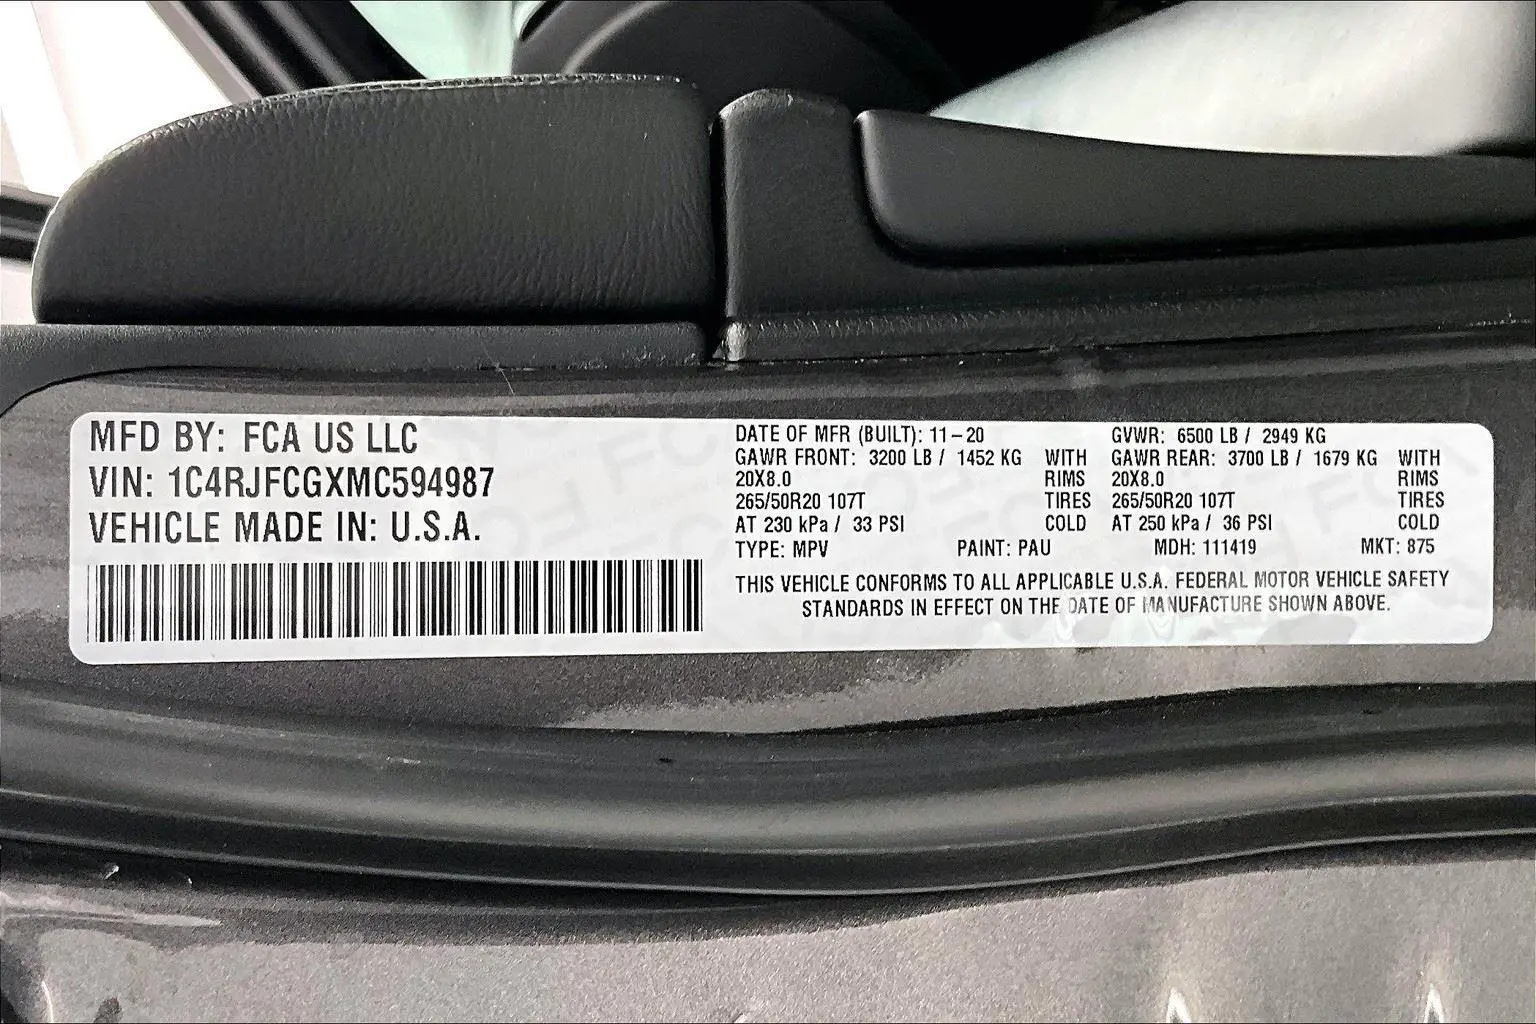 MFD BY: FCA US LLC
VIN: 1C4RJFCGXMC594987
VEHICLE MADE IN: U.S.A.
DATE OF MFR (BUILT): 11-20 GVWR: 6500 LB / 2949 KG
GAWR FRONT: 3200 LB / 1452 KG WITH GAWR REAR: 3700 LB / 1679 KG WITH
20X8.0 RIMS 20X8.0 RIMS
265/50R20 107T TIRES 265/50R20 107T TIRES
AT 230 kPa / 33 PSI COLD AT 250 kPa / 36 PSI COLD
TYPE: MPV PAINT: PAU MDH: 111419 MKT: 875
THIS VEHICLE CONFORMS TO ALL APPLICABLE U.S.A. FEDERAL MOTOR VEHICLE SAFETY
STANDARDS IN EFFECT ON THE DATE OF MANUFACTURE SHOWN ABOVE.